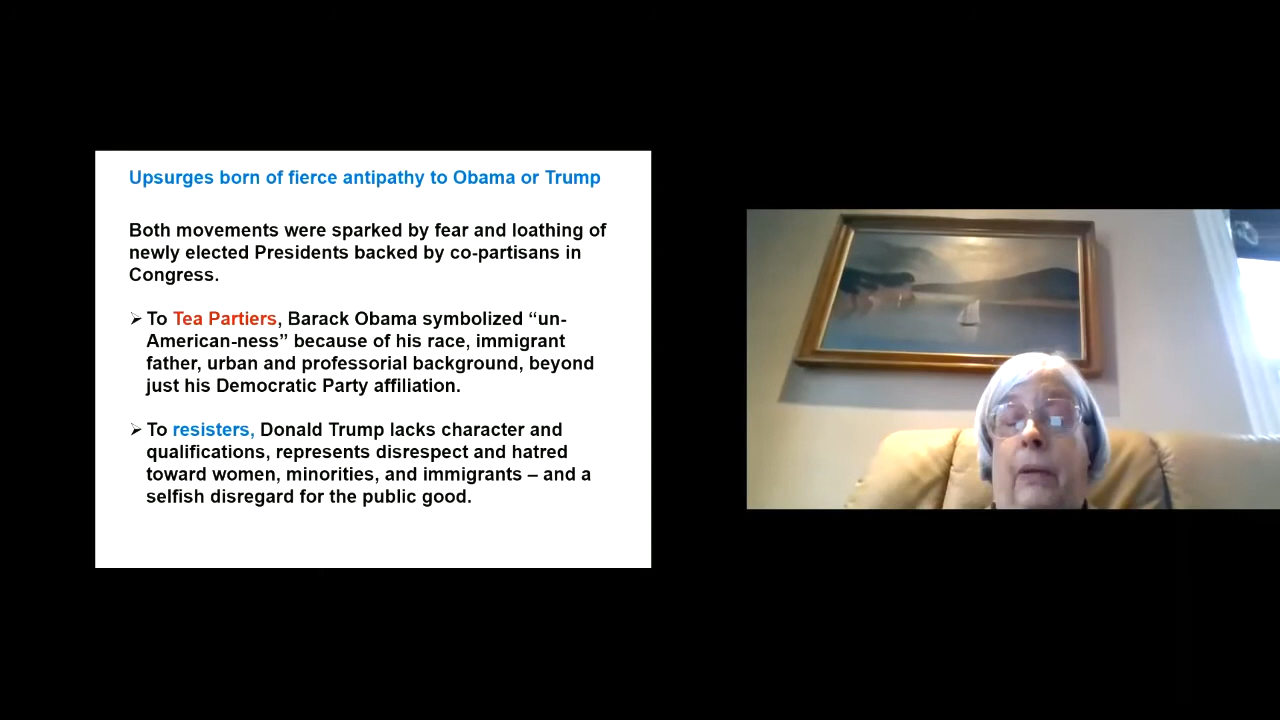 Upsurges born of fierce antipathy to Obama or Trump
Both movements were sparked by fear and loathing of
newly elected Presidents backed by co-partisans in
Congress.
➢ To Tea Partiers, Barack Obama symbolized “un-
American-ness” because of his race, immigrant
father, urban and professorial background, beyond
just his Democratic Party affiliation.
➢ To resisters, Donald Trump lacks character and
qualifications, represents disrespect and hatred
toward women, minorities, and immigrants – and a
selfish disregard for the public good.